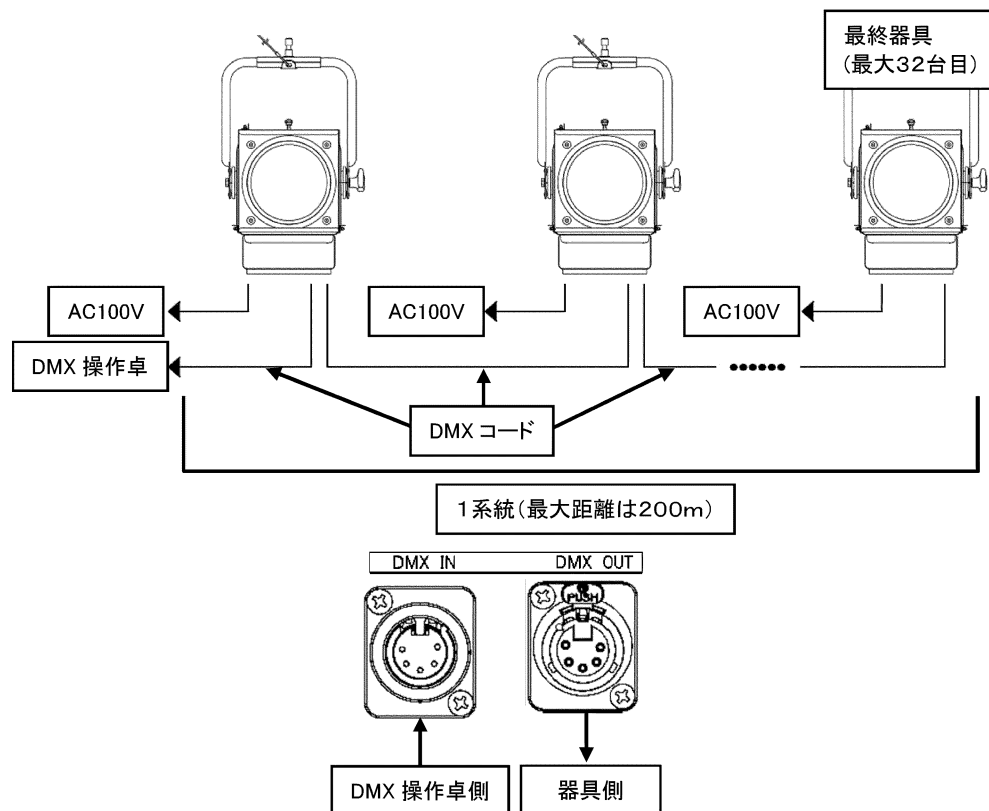 最終器具
(最大32台目)
AC100V
AC100V
AC100V
DMX 操作卓
••••••
DMX コード
1系統(最大距離は200m)
DMX IN
DMX OUT
PUSH
DMX 操作卓側
器具側